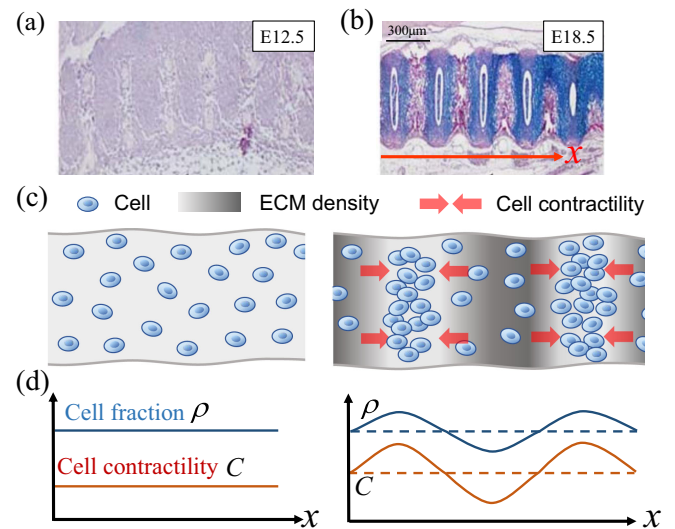 (a)
E12.5
(b)
300μm
E18.5
x
(c)
Cell
ECM density
Cell contractility
(d)
Cell fraction ρ
Cell contractility C
x
ρ
C
x